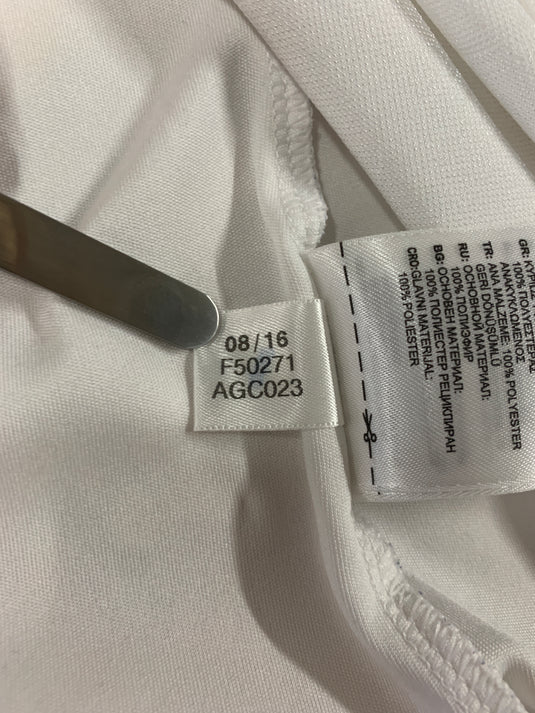 08/16
F50271
AGC023
GR: ΚΥΡΙΩΣ
100% ΠΟΛΥΕΣΤΕΡΑΣ
ΑΝΑΚΥΚΛΩΜΕΝΟΣ
TR: ANA MALZEME: 100% POLYESTER
GERİ DÖNÜŞÜMLÜ
RU: ОСНОВНОЙ МАТЕРИАЛ:
100% ПОЛИЭФИР
BG: ОСНОВЕН МАТЕРИАЛ:
100% ПОЛИЕСТЕР РЕЦИКЛИРАН
CRO-GLAVNI MATERIJAL:
100% POLIESTER